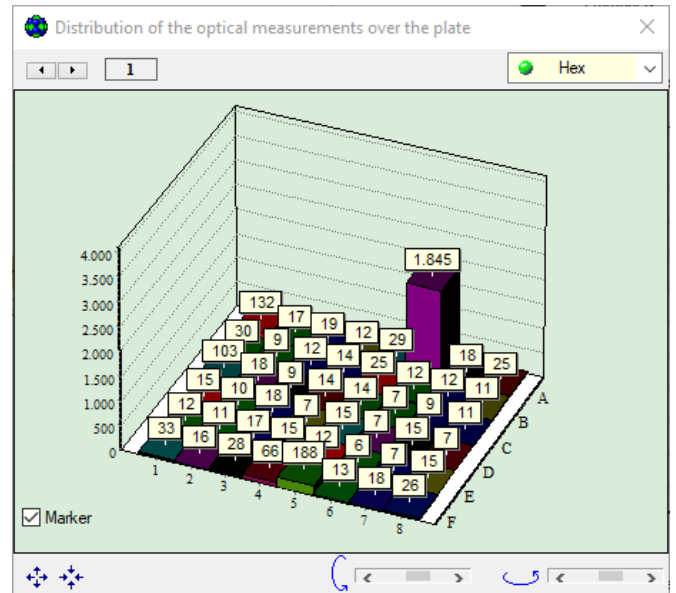 Distribution of the optical measurements over the plate
1
Hex
4.000
3.500
3.000
2.500
2.000
1.500
1.000
500
0
132 17 19 12 29 1.845 18 25
30 9 12 14 25 12 12 11
103 18 9 14 14 7 9 11
15 10 18 7 15 7 15 7
12 11 17 15 12 6 7 15
33 16 28 66 188 13 18 26
1 2 3 4 5 6 7 8
A
B
C
D
E
F
Marker